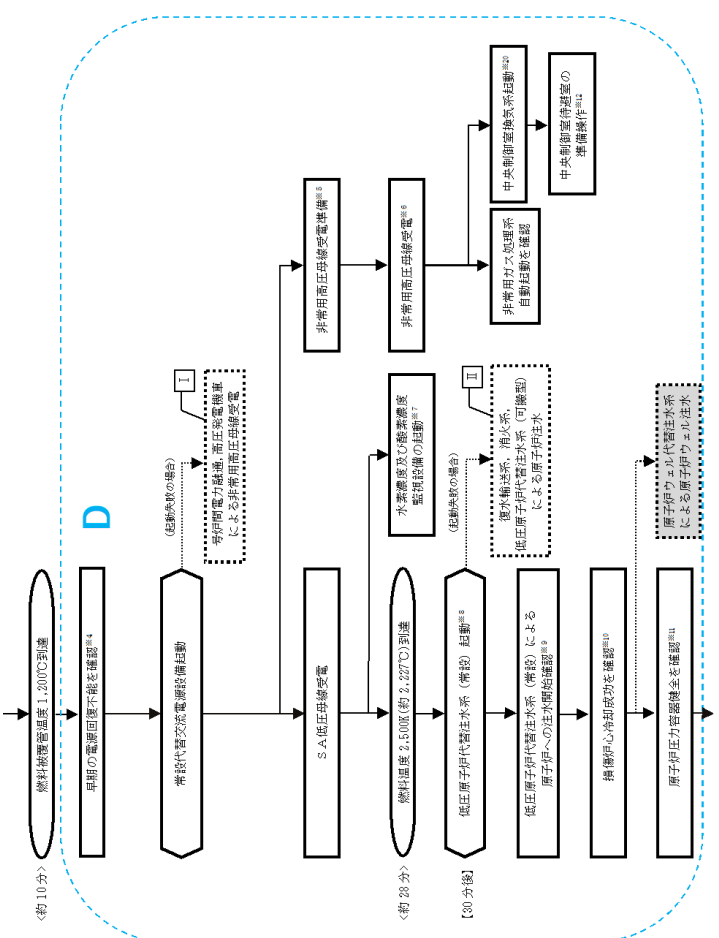 <約10分>
燃料被覆管温度1,200℃到達
D
早期の電源回復不能を確認※4
常設代替交流電源設備起動
(起動失敗の場合)
Ⅰ
号炉間電力融通,高圧発電機車
による非常用高圧母線受電
SA低圧母線受電
非常用高圧母線受電準備※5
非常用高圧母線受電※6
非常用ガス処理系
自動起動を確認
中央制御室換気系起動※20
中央制御室待避室の
準備操作※12
水素濃度及び酸素濃度
監視設備の起動※7
<約28分>
燃料温度2,500K(約2,227℃)到達
【30分後】
低圧原子炉代替注水系(常設)起動※8
(起動失敗の場合)
Ⅱ
復水輸送系,消火系,
低圧原子炉代替注水系(可搬型)
による原子炉注水
低圧原子炉代替注水系(常設)による
原子炉への注水開始確認※9
損傷炉心冷却成功を確認※10
原子炉ウェル代替注水系
による原子炉ウェル注水
原子炉圧力容器健全を確認※11